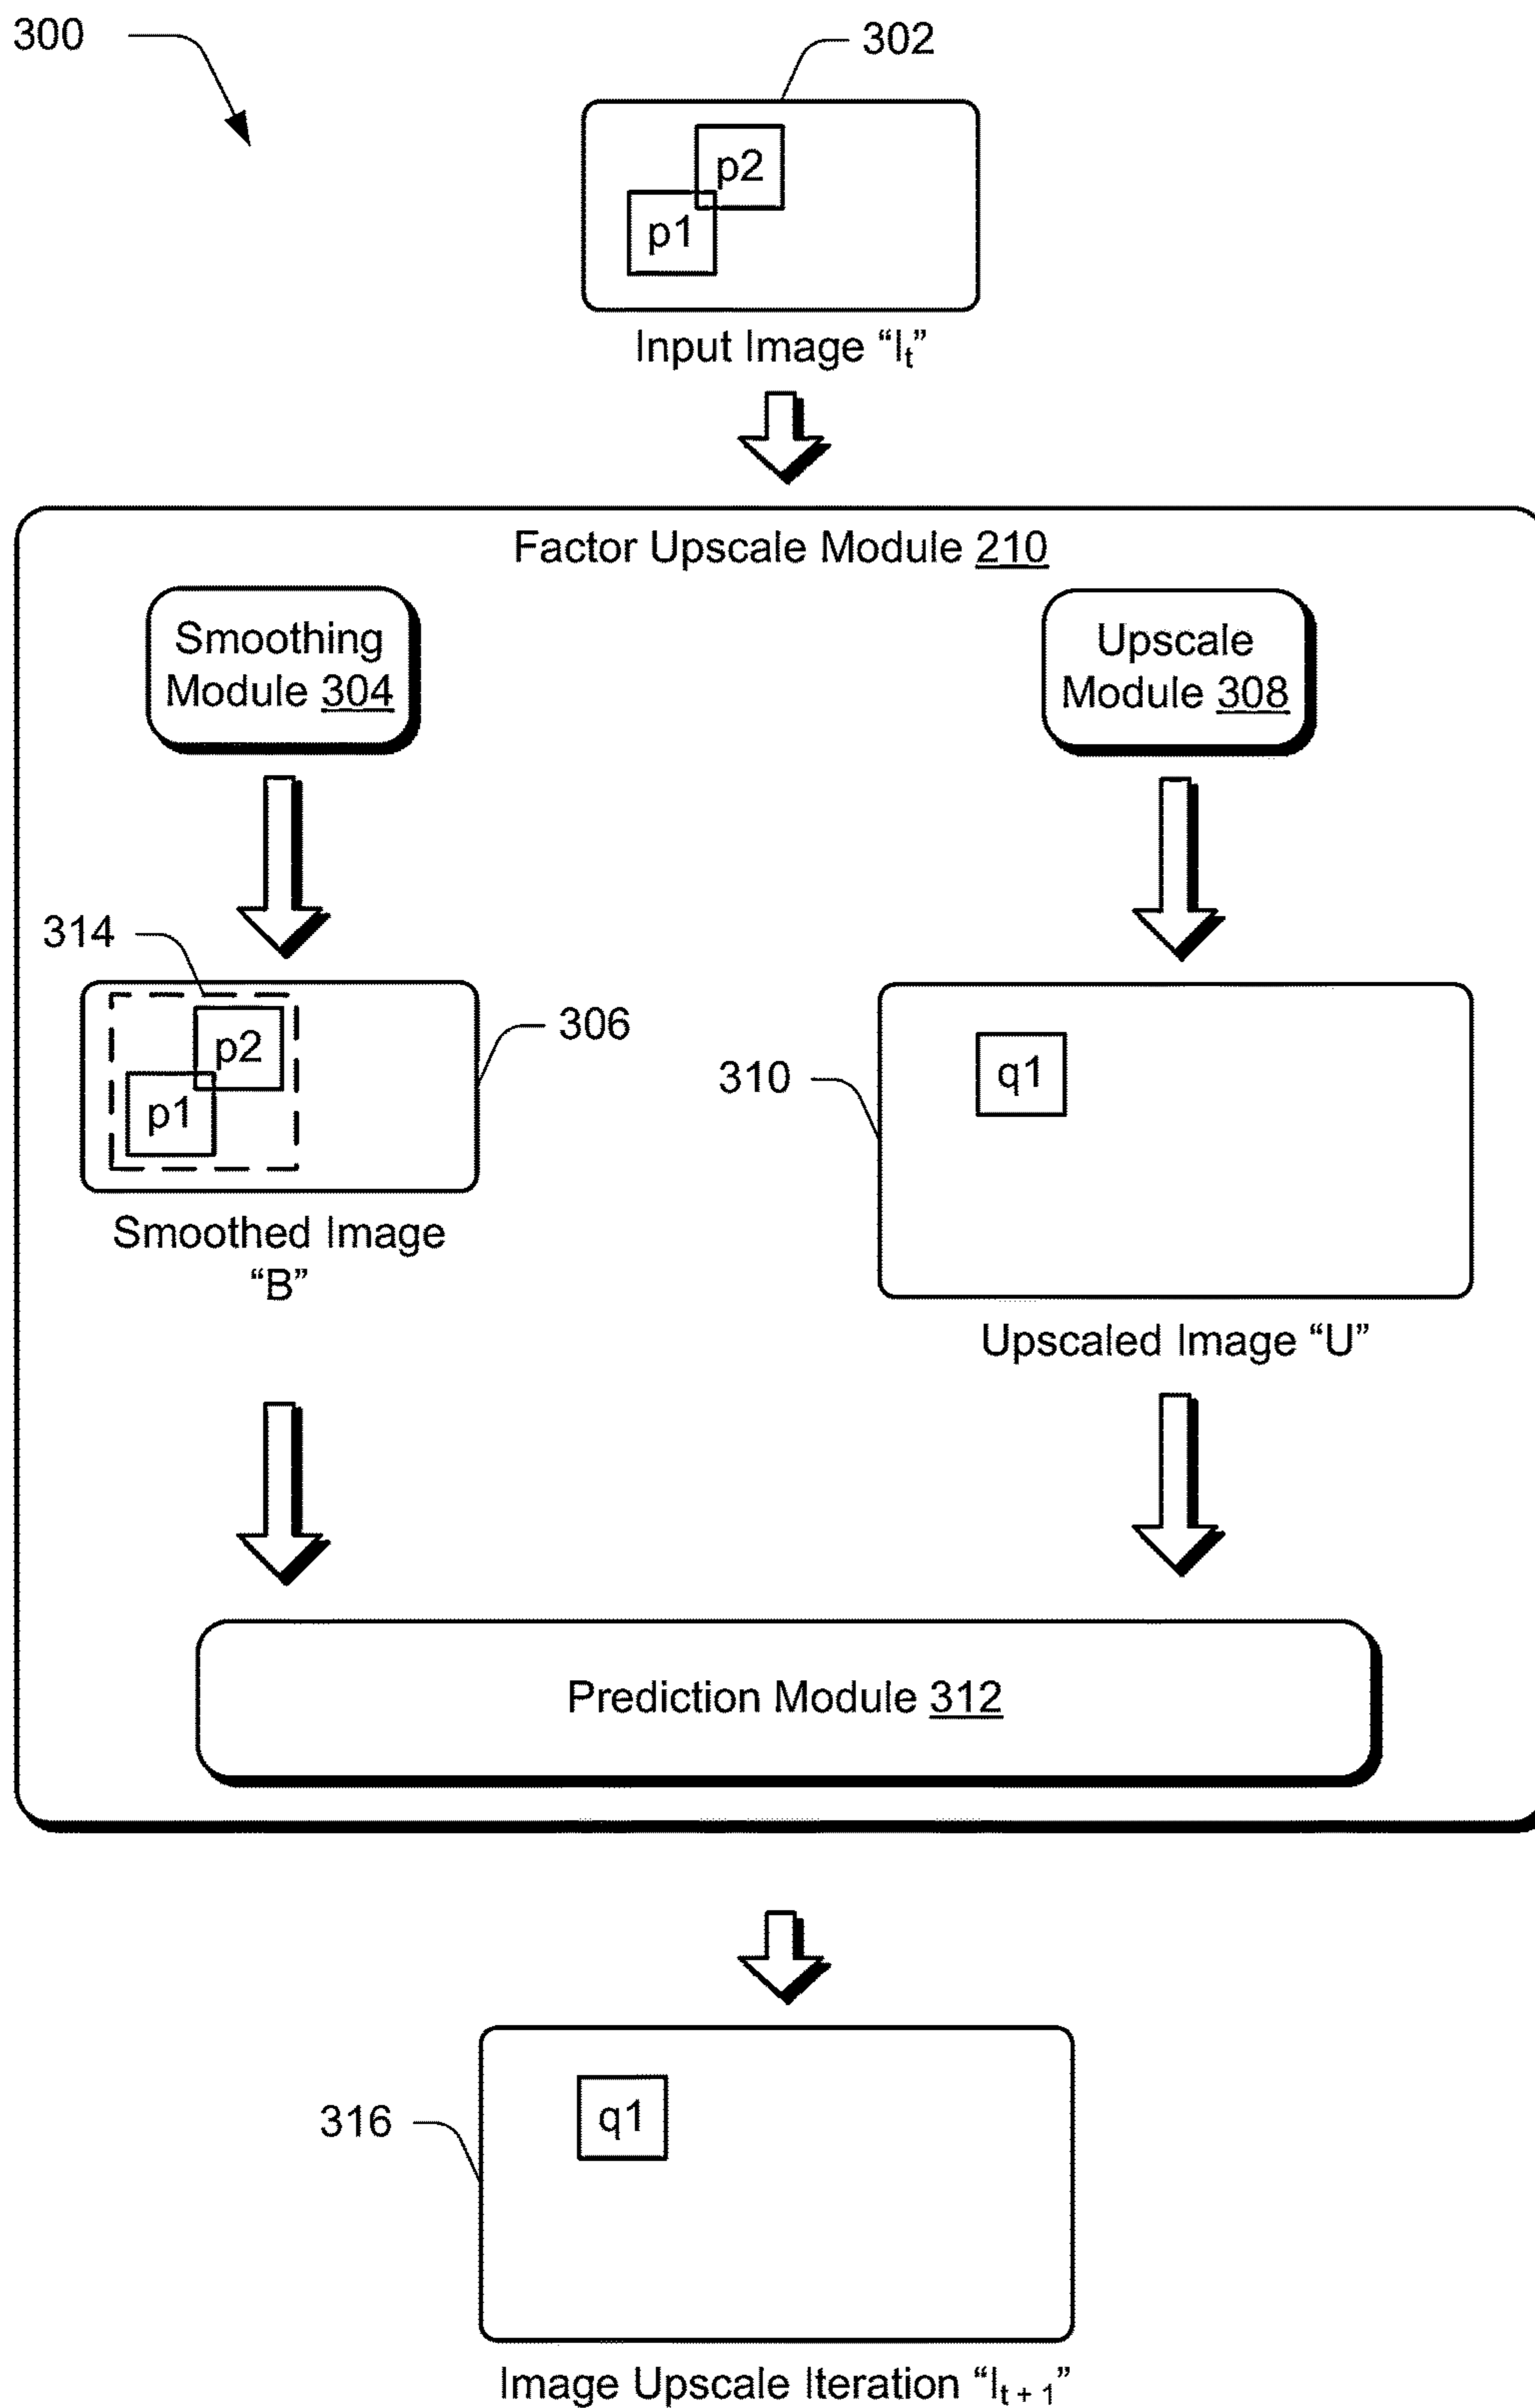 300
302
p2
p1
Input Image “Iₜ”
Factor Upscale Module 210
Smoothing
Module 304
Upscale
Module 308
314
p2
p1
306
310
q1
Smoothed Image
“B”
Upscaled Image “U”
Prediction Module 312
316
q1
Image Upscale Iteration “Iₜ ₊ ₁”